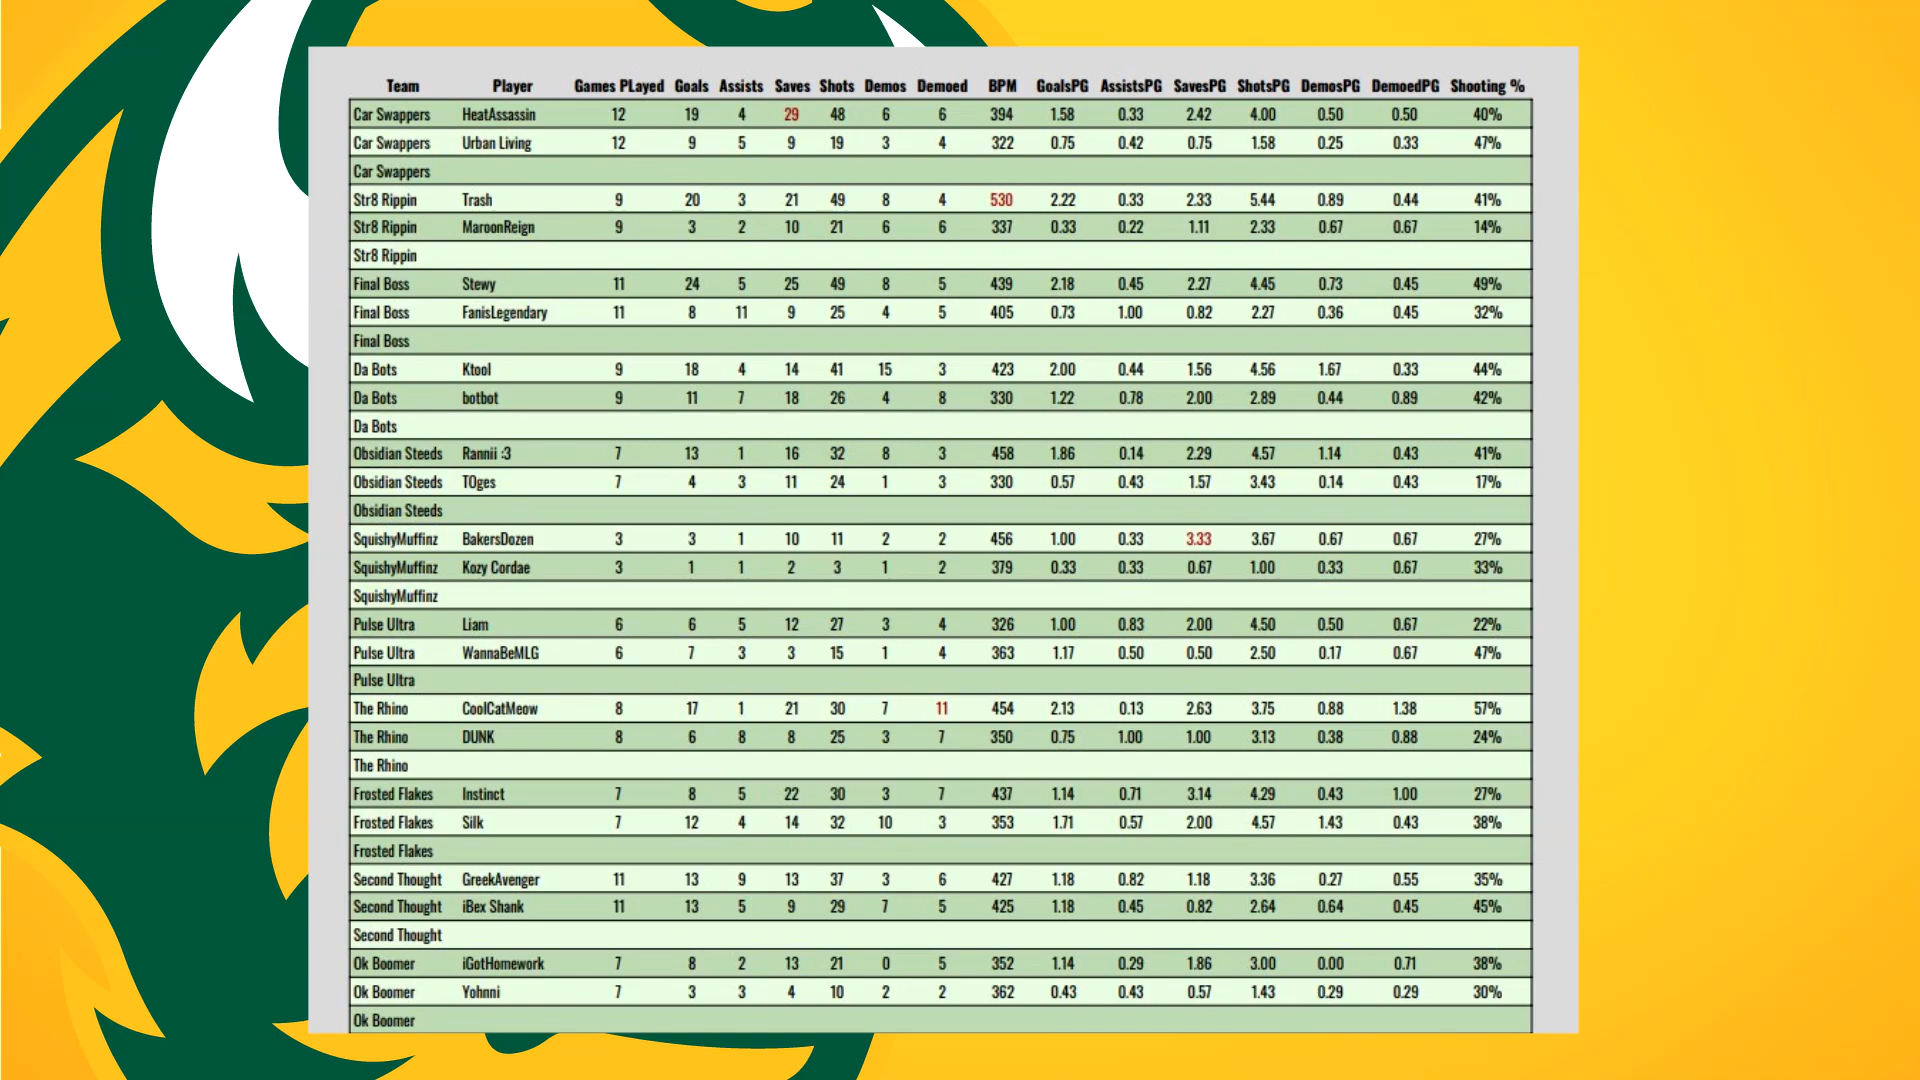 Team Player Games PLayed Goals Assists Saves Shots Demos Demoed BPM GoalsPG AssistsPG SavesPG ShotsPG DemosPG DemoedPG Shooting %
Car Swappers HeatAssassin 12 19 4 29 48 6 6 394 1.58 0.33 2.42 4.00 0.50 0.50 40%
Car Swappers Urban Living 12 9 5 9 19 3 4 322 0.75 0.42 0.75 1.58 0.25 0.33 47%
Car Swappers
Str8 Rippin Trash 9 20 3 21 49 8 4 530 2.22 0.33 2.33 5.44 0.89 0.44 41%
Str8 Rippin MaroonReign 9 3 2 10 21 6 6 337 0.33 0.22 1.11 2.33 0.67 0.67 14%
Str8 Rippin
Final Boss Stewy 11 24 5 25 49 8 5 439 2.18 0.45 2.27 4.45 0.73 0.45 49%
Final Boss FanisLegendary 11 8 11 9 25 4 5 405 0.73 1.00 0.82 2.27 0.36 0.45 32%
Final Boss
Da Bots Ktool 9 18 4 14 41 15 3 423 2.00 0.44 1.56 4.56 1.67 0.33 44%
Da Bots botbot 9 11 7 18 26 4 8 330 1.22 0.78 2.00 2.89 0.44 0.89 42%
Da Bots
Obsidian Steeds Rannii :3 7 13 1 16 32 8 3 458 1.86 0.14 2.29 4.57 1.14 0.43 41%
Obsidian Steeds TOges 7 4 3 11 24 1 3 330 0.57 0.43 1.57 3.43 0.14 0.43 17%
Obsidian Steeds
SquishyMuffinz BakersDozen 3 3 1 10 11 2 2 456 1.00 0.33 3.33 3.67 0.67 0.67 27%
SquishyMuffinz Kozy Cordae 3 1 1 2 3 1 2 379 0.33 0.33 0.67 1.00 0.33 0.67 33%
SquishyMuffinz
Pulse Ultra Liam 6 6 5 12 27 3 4 326 1.00 0.83 2.00 4.50 0.50 0.67 22%
Pulse Ultra WannaBeMLG 6 7 3 3 15 1 4 363 1.17 0.50 0.50 2.50 0.17 0.67 47%
Pulse Ultra
The Rhino CoolCatMeow 8 17 1 21 30 7 11 454 2.13 0.13 2.63 3.75 0.88 1.38 57%
The Rhino DUNK 8 6 8 8 25 3 7 350 0.75 1.00 1.00 3.13 0.38 0.88 24%
The Rhino
Frosted Flakes Instinct 7 8 5 22 30 3 7 437 1.14 0.71 3.14 4.29 0.43 1.00 27%
Frosted Flakes Silk 7 12 4 14 32 10 3 353 1.71 0.57 2.00 4.57 1.43 0.43 38%
Frosted Flakes
Second Thought GreekAvenger 11 13 9 13 37 3 6 427 1.18 0.82 1.18 3.36 0.27 0.55 35%
Second Thought iBex Shank 11 13 5 9 29 7 5 425 1.18 0.45 0.82 2.64 0.64 0.45 45%
Second Thought
Ok Boomer iGotHomework 7 8 2 13 21 0 5 352 1.14 0.29 1.86 3.00 0.00 0.71 38%
Ok Boomer Yohnni 7 3 3 4 10 2 2 362 0.43 0.43 0.57 1.43 0.29 0.29 30%
Ok Boomer